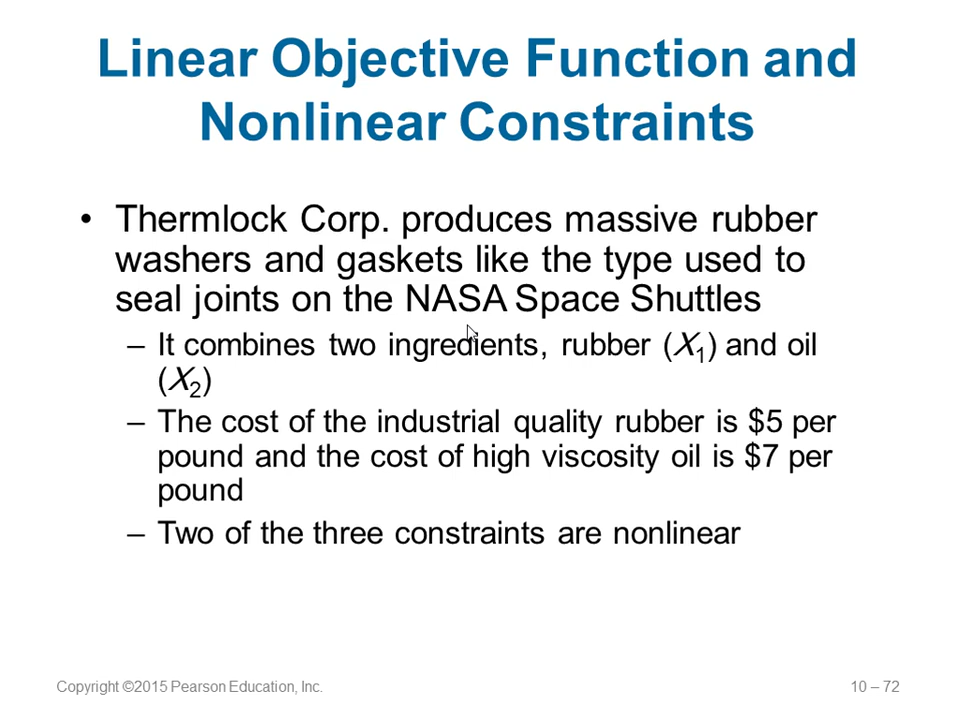 Linear Objective Function and
Nonlinear Constraints
• Thermlock Corp. produces massive rubber
washers and gaskets like the type used to
seal joints on the NASA Space Shuttles
– It combines two ingredients, rubber (X₁) and oil
(X₂)
– The cost of the industrial quality rubber is $5 per
pound and the cost of high viscosity oil is $7 per
pound
– Two of the three constraints are nonlinear
Copyright ©2015 Pearson Education, Inc.
10 – 72